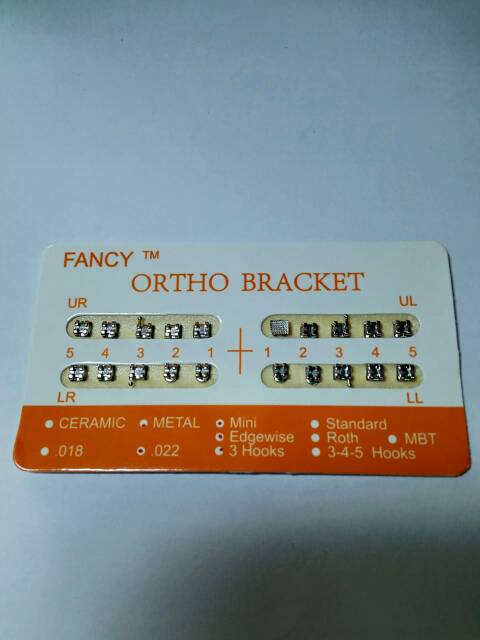 FANCY ™
ORTHO BRACKET
UR UL
5 4 3 2 1 1 2 3 4 5
LR LL
CERAMIC METAL Mini Standard
Edgewise Roth MBT
.018 .022 3 Hooks 3-4-5 Hooks